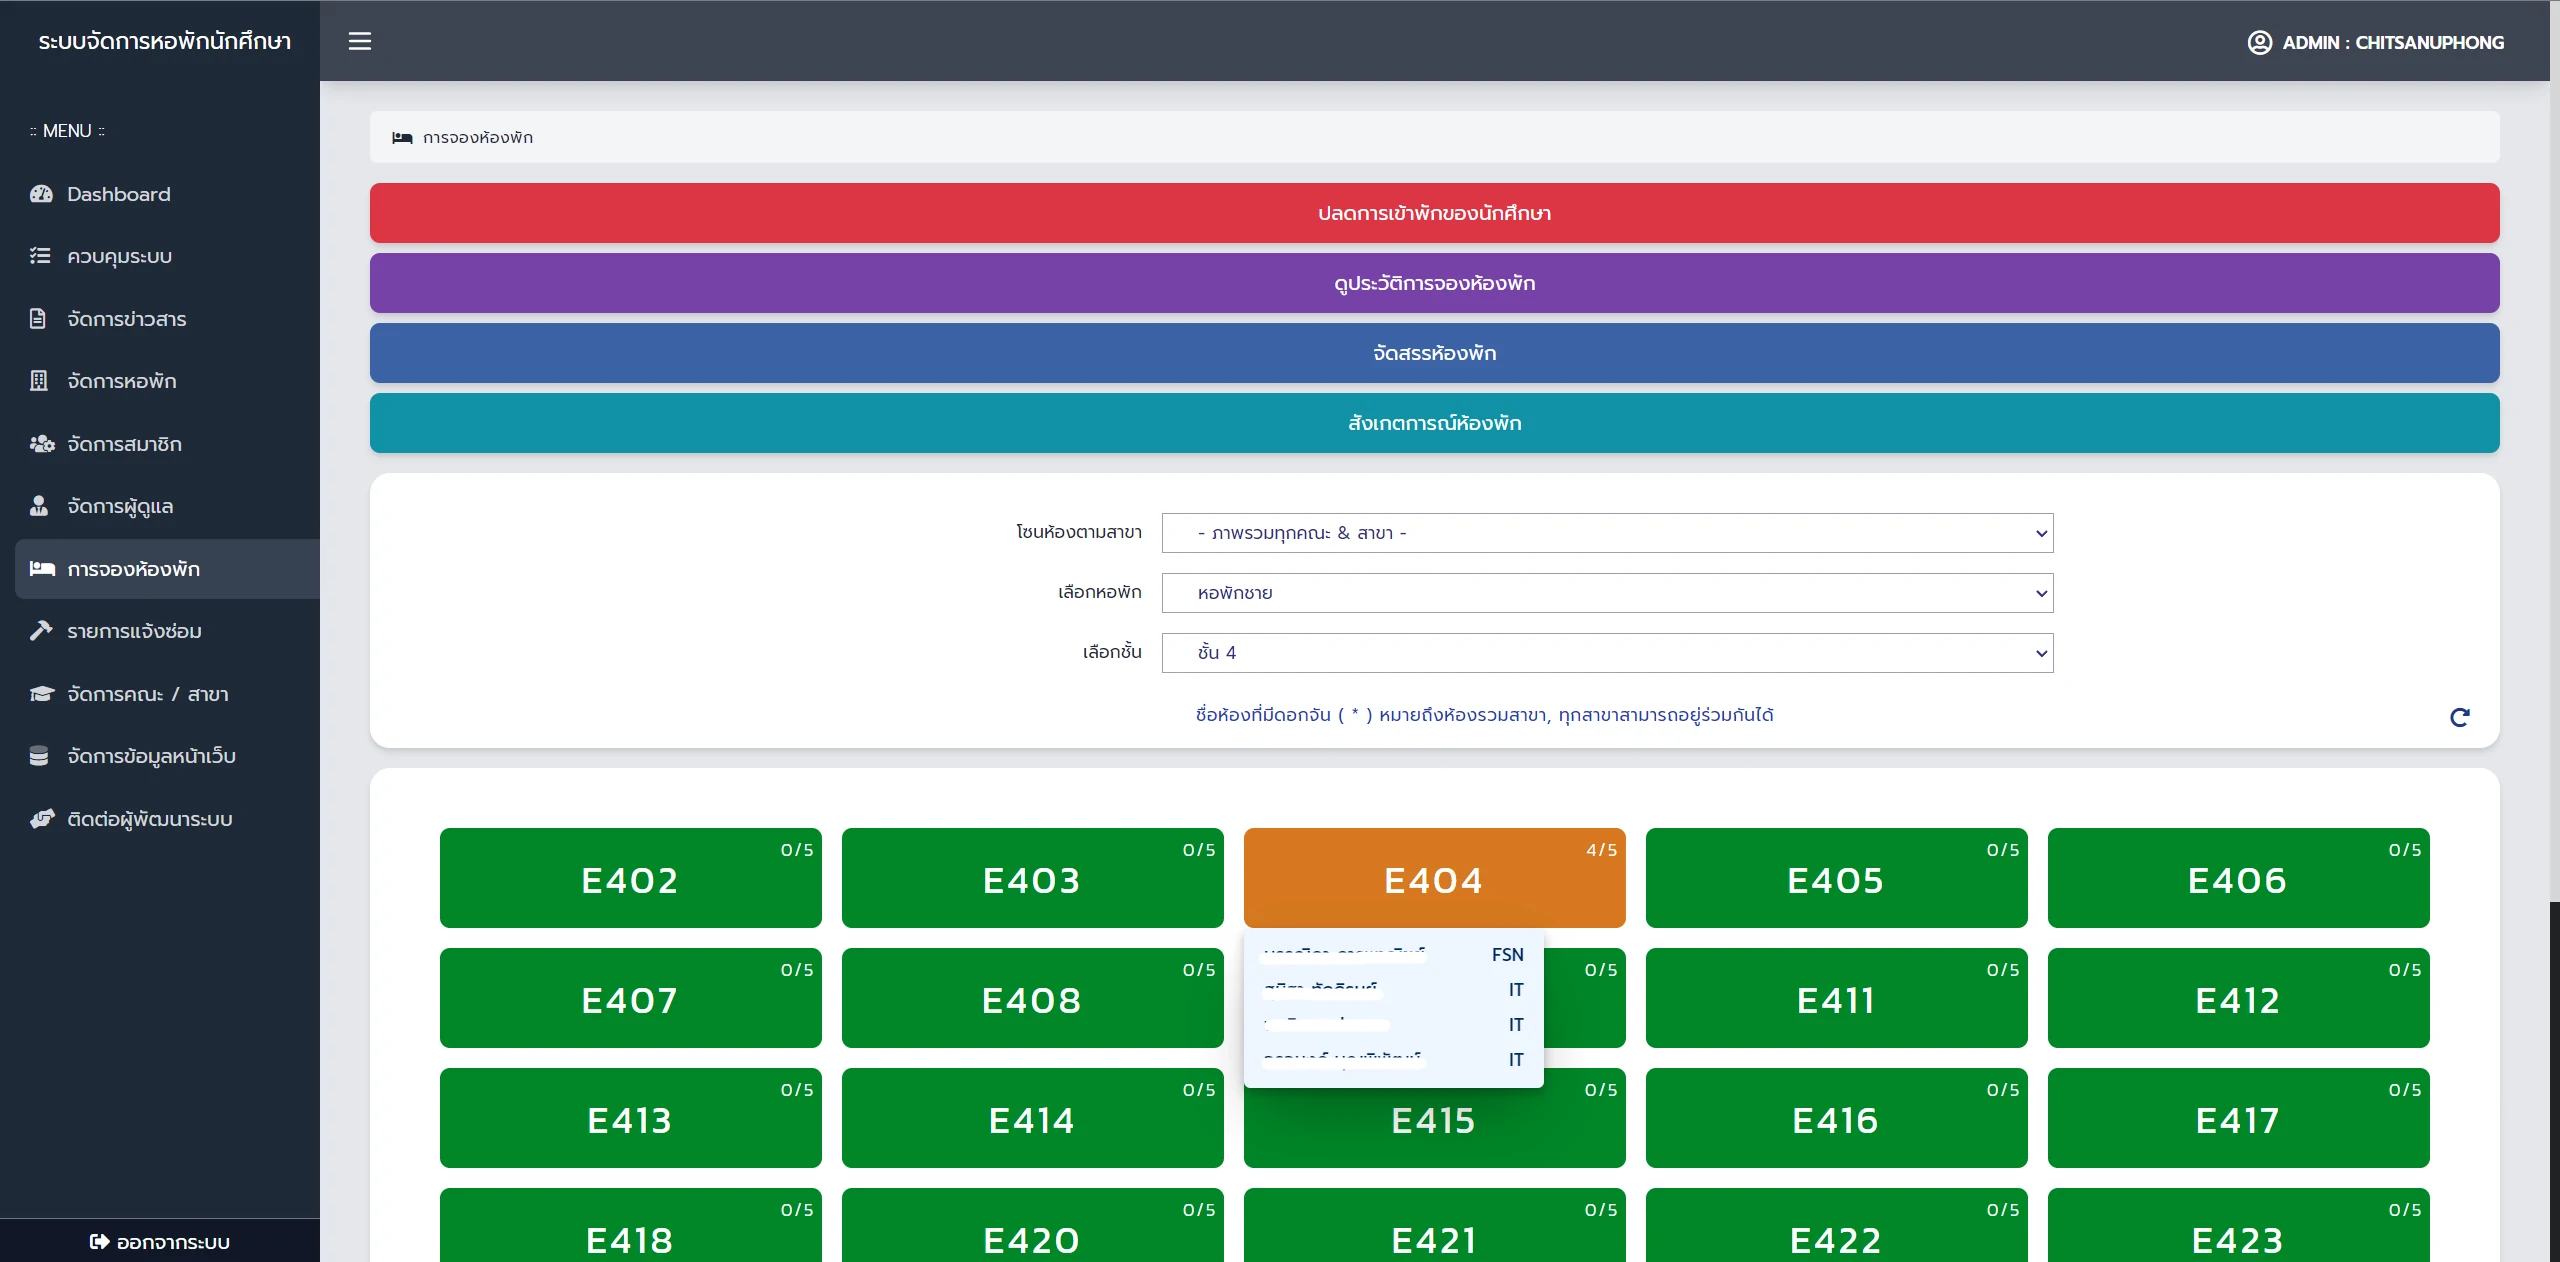 ระบบจัดการหอพักนักศึกษา
ADMIN : CHITSANUPHONG
:: MENU ::
Dashboard
ควบคุมระบบ
จัดการข่าวสาร
จัดการหอพัก
จัดการสมาชิก
จัดการผู้ดูแล
การจองห้องพัก
รายการแจ้งซ่อม
จัดการคณะ / สาขา
จัดการข้อมูลหน้าเว็บ
ติดต่อผู้พัฒนาระบบ
ออกจากระบบ
การจองห้องพัก
ปลดการเข้าพักของนักศึกษา
ดูประวัติการจองห้องพัก
จัดสรรห้องพัก
สังเกตการณ์ห้องพัก
โซนห้องตามสาขา - ภาพรวมทุกคณะ & สาขา -
เลือกหอพัก หอพักชาย
เลือกชั้น ชั้น 4
ชื่อห้องที่มีดอกจัน ( * ) หมายถึงห้องรวมสาขา, ทุกสาขาสามารถอยู่ร่วมกันได้
0/5 0/5 4/5 0/5 0/5
E402 E403 E404 E405 E406
FSN
IT
IT
IT
0/5 0/5 0/5 0/5 0/5
E407 E408 E411 E412
0/5 0/5 0/5 0/5 0/5
E413 E414 E415 E416 E417
0/5 0/5 0/5 0/5 0/5
E418 E420 E421 E422 E423